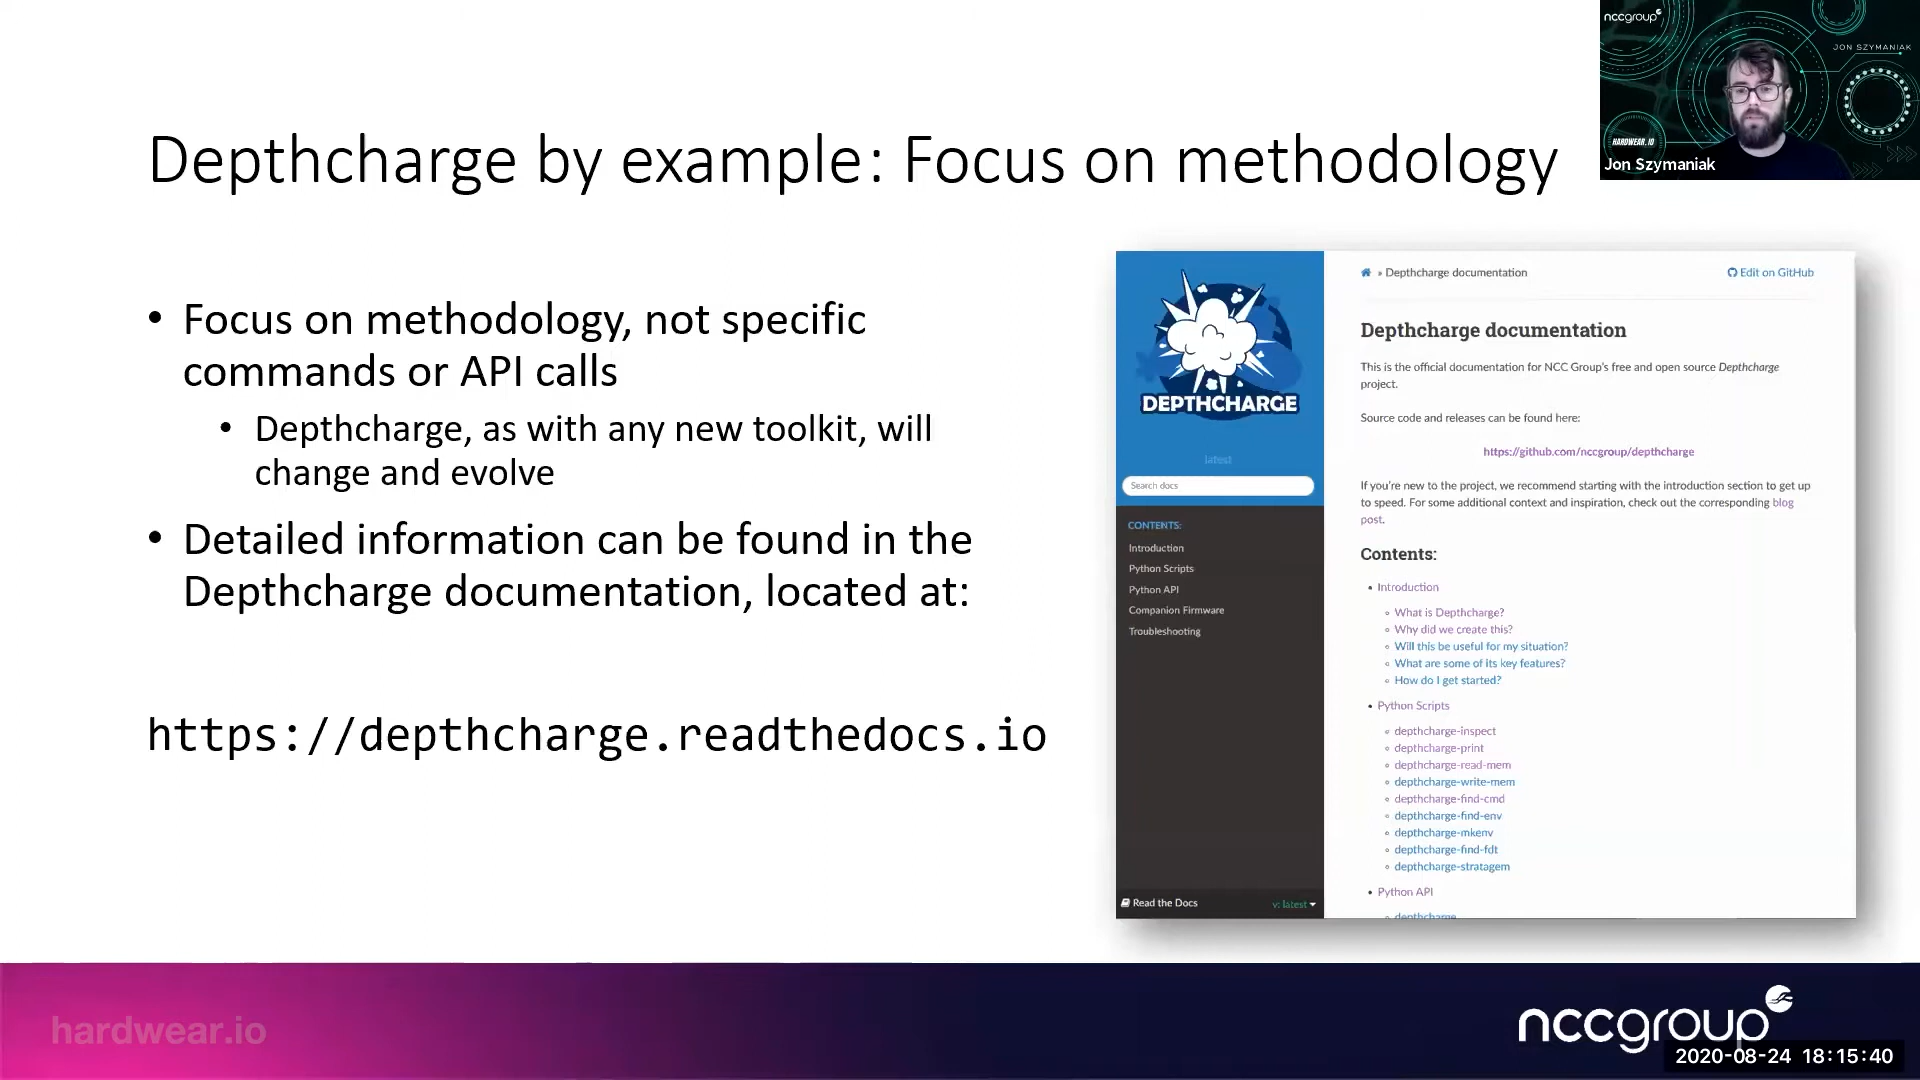 nccgroup
JON SZYMANIAK
HARDWEAR.IO
Jon Szymaniak
Depthcharge by example: Focus on methodology
• Focus on methodology, not specific
commands or API calls
• Depthcharge, as with any new toolkit, will
change and evolve
• Detailed information can be found in the
Depthcharge documentation, located at:
https://depthcharge.readthedocs.io
DEPTHCHARGE
latest
Search docs
CONTENTS:
Introduction
Python Scripts
Python API
Companion Firmware
Troubleshooting
Read the Docs
v: latest
» Depthcharge documentation
Edit on GitHub
Depthcharge documentation
This is the official documentation for NCC Group's free and open source Depthcharge
project.
Source code and releases can be found here:
https://github.com/nccgroup/depthcharge
If you're new to the project, we recommend starting with the introduction section to get up
to speed. For some additional context and inspiration, check out the corresponding blog
post.
Contents:
• Introduction
What is Depthcharge?
Why did we create this?
Will this be useful for my situation?
What are some of its key features?
How do I get started?
• Python Scripts
depthcharge-inspect
depthcharge-print
depthcharge-read-mem
depthcharge-write-mem
depthcharge-find-cmd
depthcharge-find-env
depthcharge-mkenv
depthcharge-find-fdt
depthcharge-stratagem
• Python API
depthcharge
hardwear.io
nccgroup
2020-08-24 18:15:40